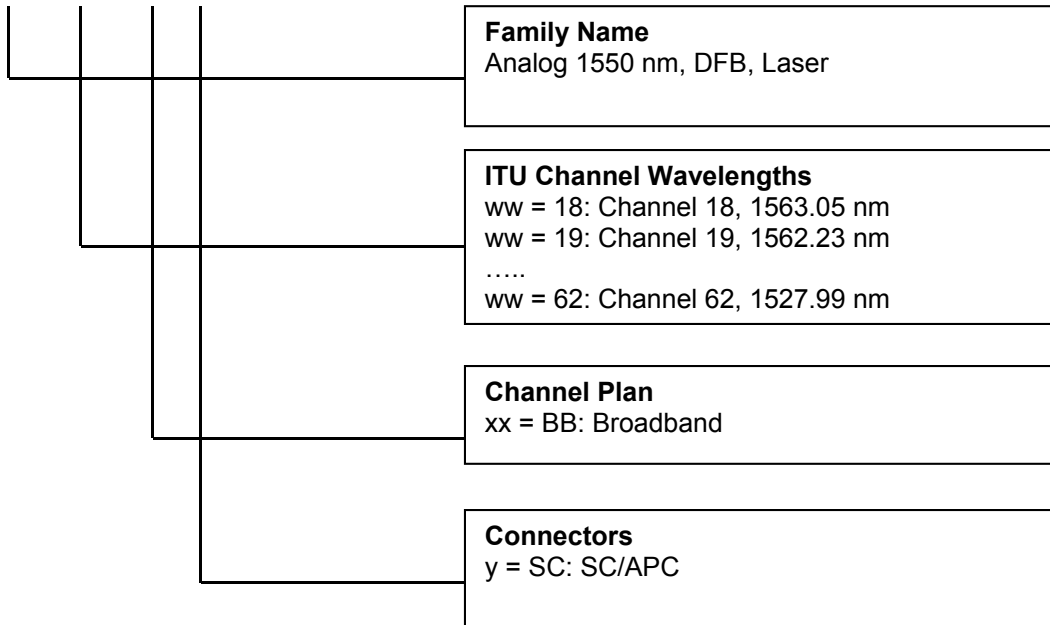 Family Name
Analog 1550 nm, DFB, Laser
ITU Channel Wavelengths
ww = 18: Channel 18, 1563.05 nm
ww = 19: Channel 19, 1562.23 nm
…..
ww = 62: Channel 62, 1527.99 nm
Channel Plan
xx = BB: Broadband
Connectors
y = SC: SC/APC